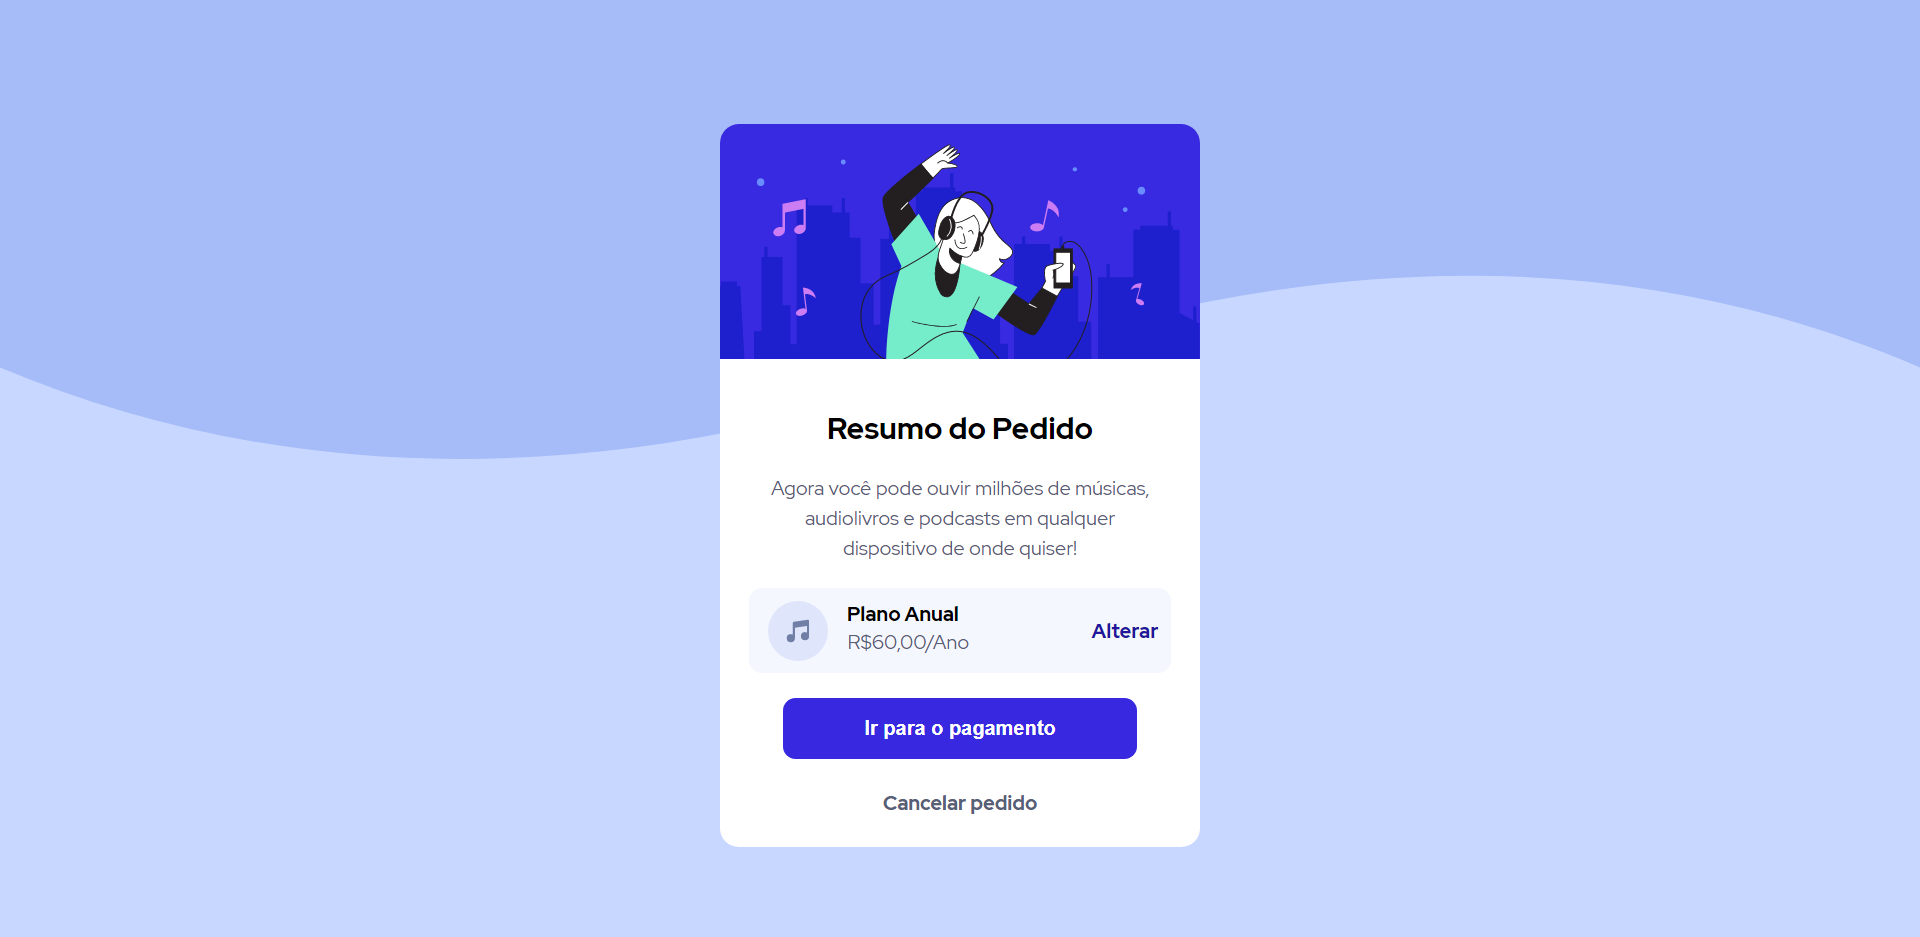 Resumo do Pedido
Agora você pode ouvir milhões de músicas,
audiolivros e podcasts em qualquer
dispositivo de onde quiser!
Plano Anual
R$60,00/Ano
Alterar
Ir para o pagamento
Cancelar pedido